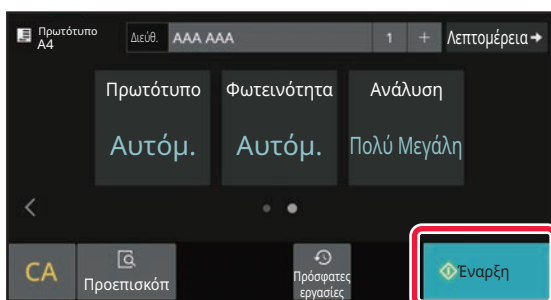 Πρωτότυπο
A4
Διεύθ. AAA AAA 1 + Λεπτομέρεια
Πρωτότυπο Φωτεινότητα Ανάλυση
Αυτόμ. Αυτόμ. Πολύ Μεγάλη
CA
Προεπισκόπ
Πρόσφατες
εργασίες
Έναρξη